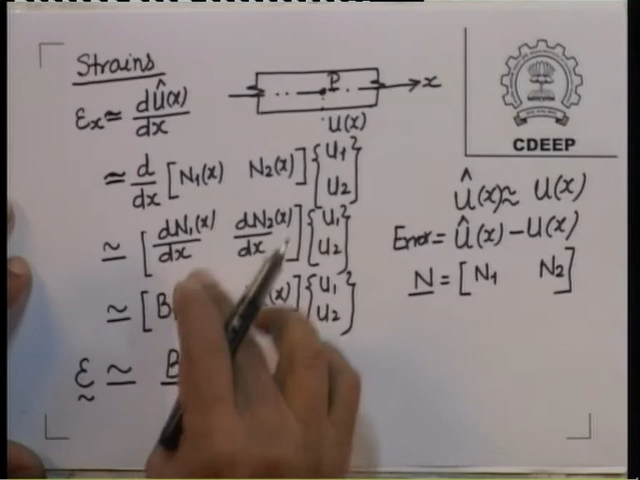 Strains
εx ≃ dû(x)/dx
P
x
u(x)
≃ d/dx [N1(x) N2(x)] {u1 u2}
≃ [dN1(x)/dx dN2(x)/dx] {u1 u2}
≃ [B (x)] {u1 u2}
ε ≃ B
CDEEP
û(x) ≈ u(x)
Error = û(x) − u(x)
N = [N1 N2]